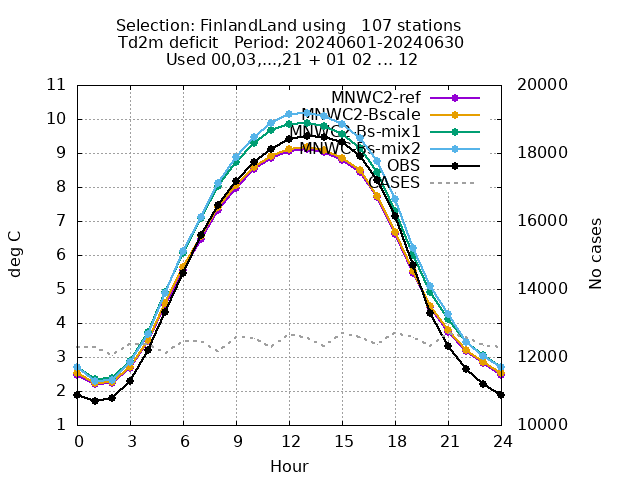 Selection: FinlandLand using   107 stations
Td2m deficit   Period: 20240601-20240630
Used 00,03,...,21 + 01 02 ... 12
11
10
9
8
7
6
5
4
3
2
1
deg C
MNWC2-ref
MNWC2-Bscale
MNWC2-Bs-mix1
MNWC2-Bs-mix2
OBS
CASES
20000
18000
16000
14000
12000
10000
No cases
0 3 6 9 12 15 18 21 24
Hour